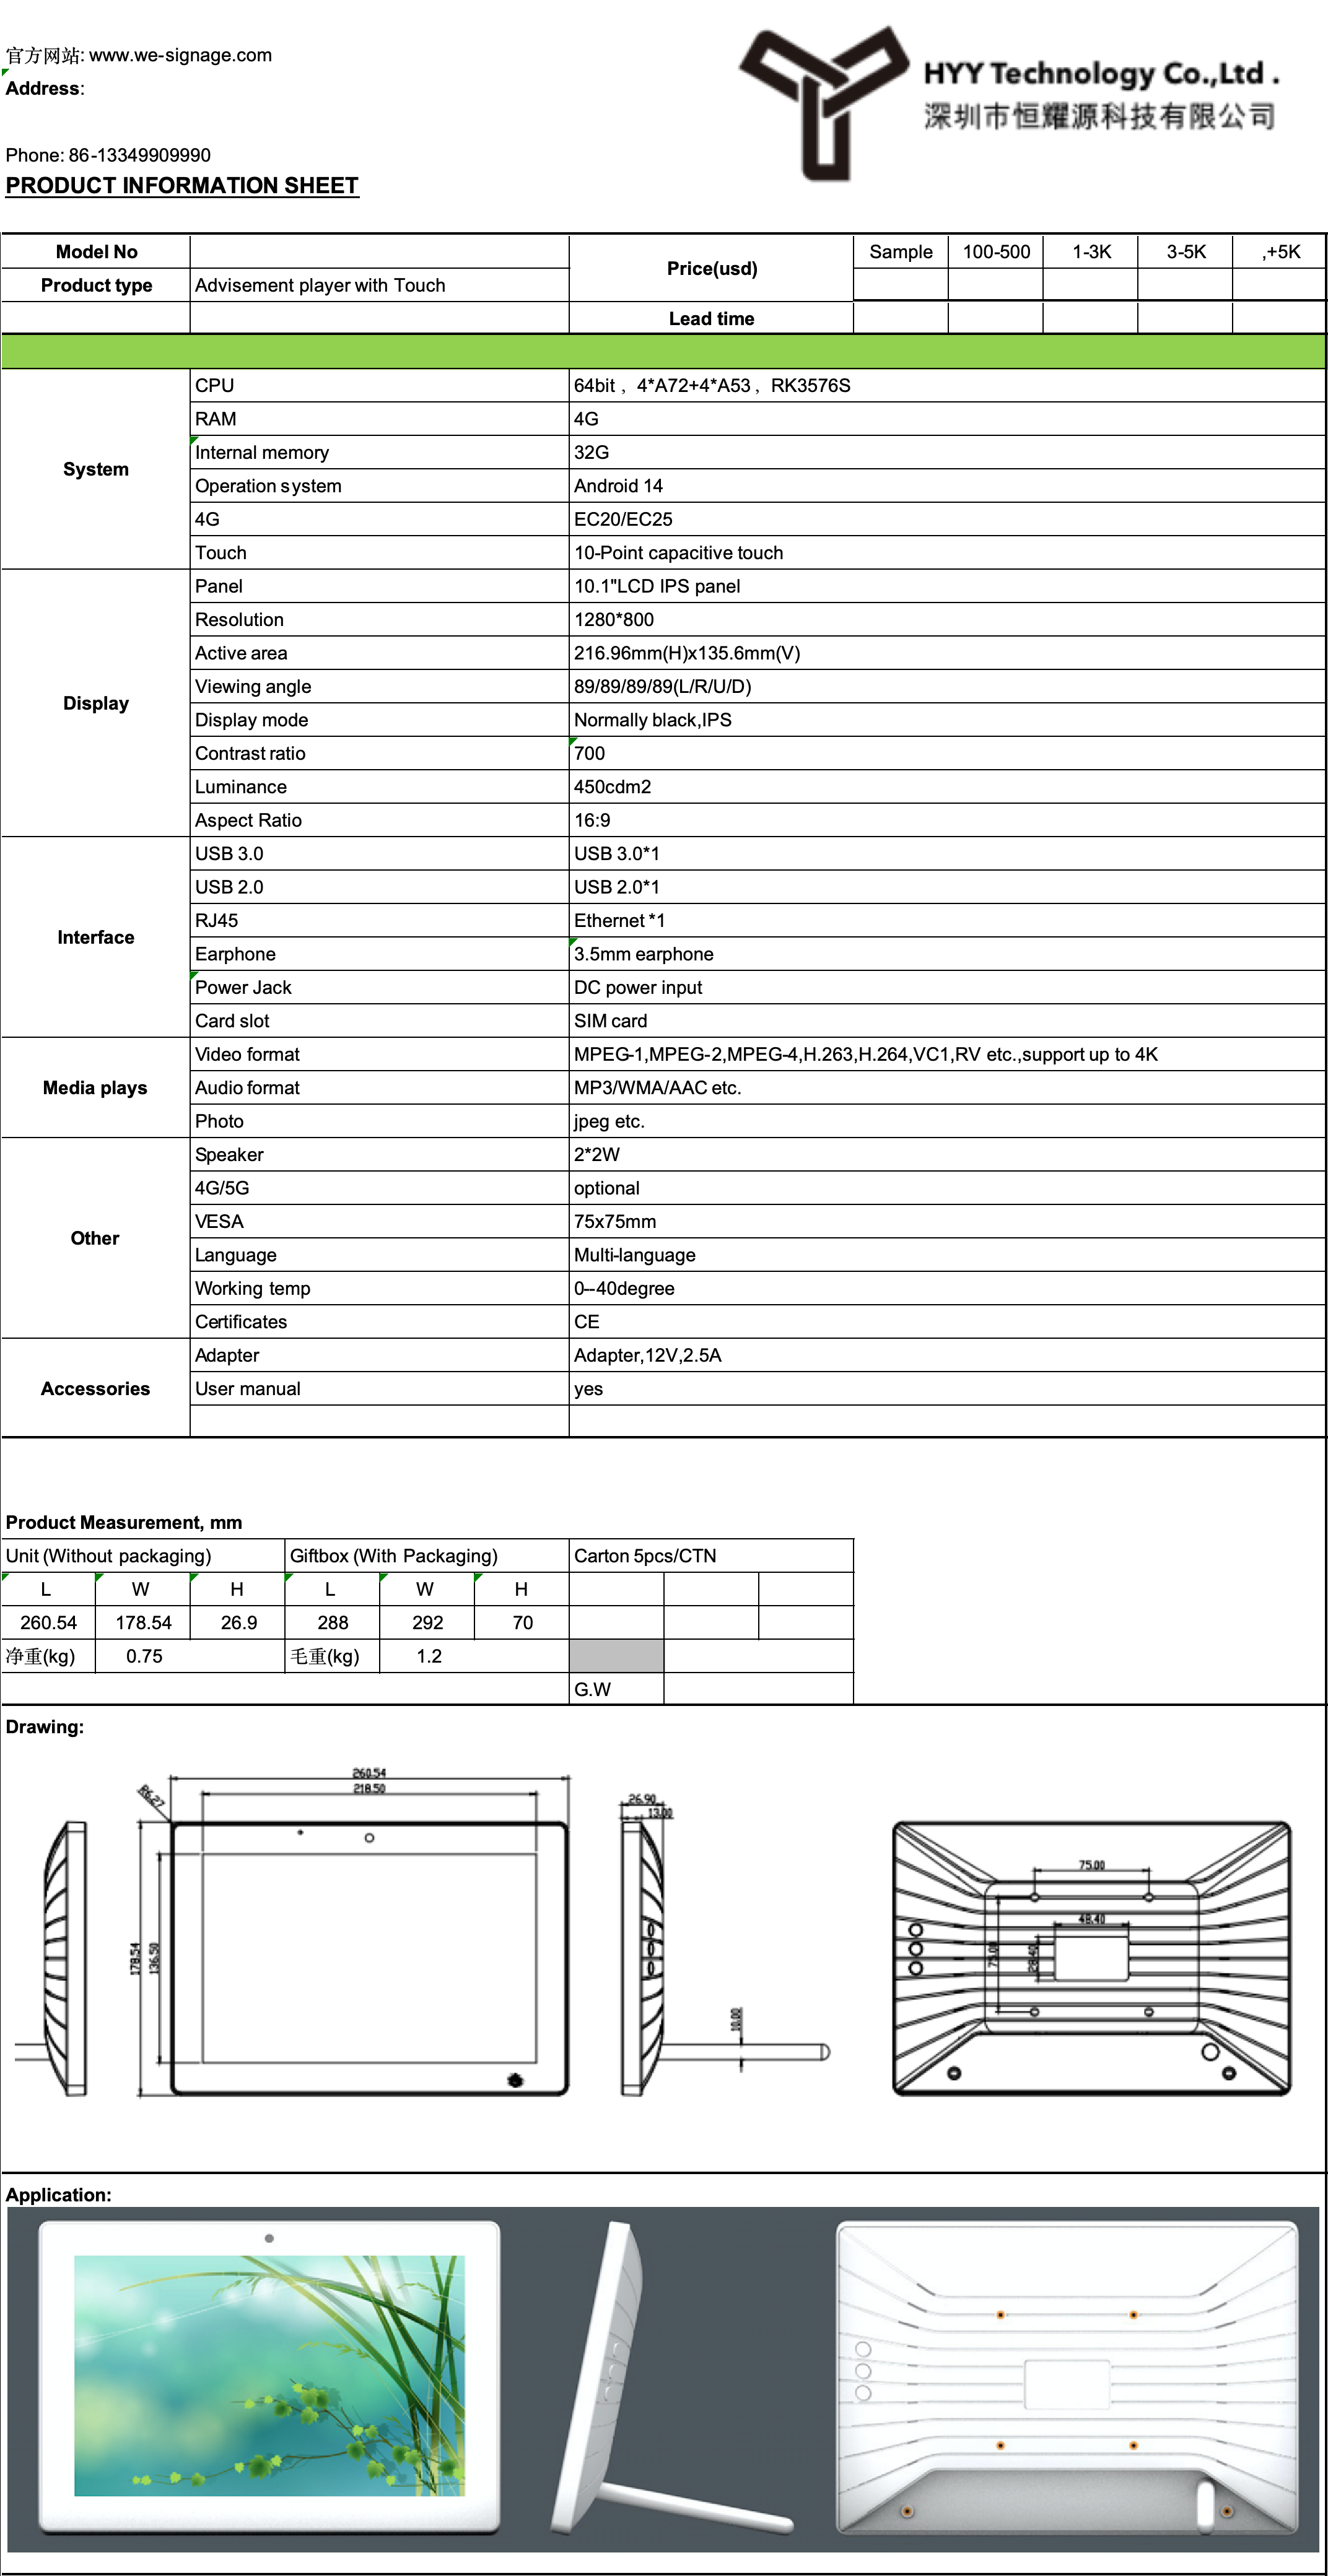 官方网站: www.we-signage.com
Address:
Phone: 86-13349909990
PRODUCT INFORMATION SHEET
HYY Technology Co.,Ltd .
深圳市恒耀源科技有限公司
Model No
Price(usd) Sample 100-500 1-3K 3-5K ,+5K
Product type Advisement player with Touch
Lead time
System
CPU 64bit , 4*A72+4*A53 , RK3576S
RAM 4G
Internal memory 32G
Operation system Android 14
4G EC20/EC25
Touch 10-Point capacitive touch
Display
Panel 10.1"LCD IPS panel
Resolution 1280*800
Active area 216.96mm(H)x135.6mm(V)
Viewing angle 89/89/89/89(L/R/U/D)
Display mode Normally black,IPS
Contrast ratio 700
Luminance 450cdm2
Aspect Ratio 16:9
Interface
USB 3.0 USB 3.0*1
USB 2.0 USB 2.0*1
RJ45 Ethernet *1
Earphone 3.5mm earphone
Power Jack DC power input
Card slot SIM card
Media plays
Video format MPEG-1,MPEG-2,MPEG-4,H.263,H.264,VC1,RV etc.,support up to 4K
Audio format MP3/WMA/AAC etc.
Photo jpeg etc.
Other
Speaker 2*2W
4G/5G optional
VESA 75x75mm
Language Multi-language
Working temp 0--40degree
Certificates CE
Accessories
Adapter Adapter,12V,2.5A
User manual yes
Product Measurement, mm
Unit (Without packaging) Giftbox (With Packaging) Carton 5pcs/CTN
L W H L W H
260.54 178.54 26.9 288 292 70
净重(kg) 0.75 毛重(kg) 1.2
G.W
Drawing:
260.54
218.50
R6.27
178.54
136.50
26.90
13.00
10.00
75.00
48.40
75.00
28.40
Application: